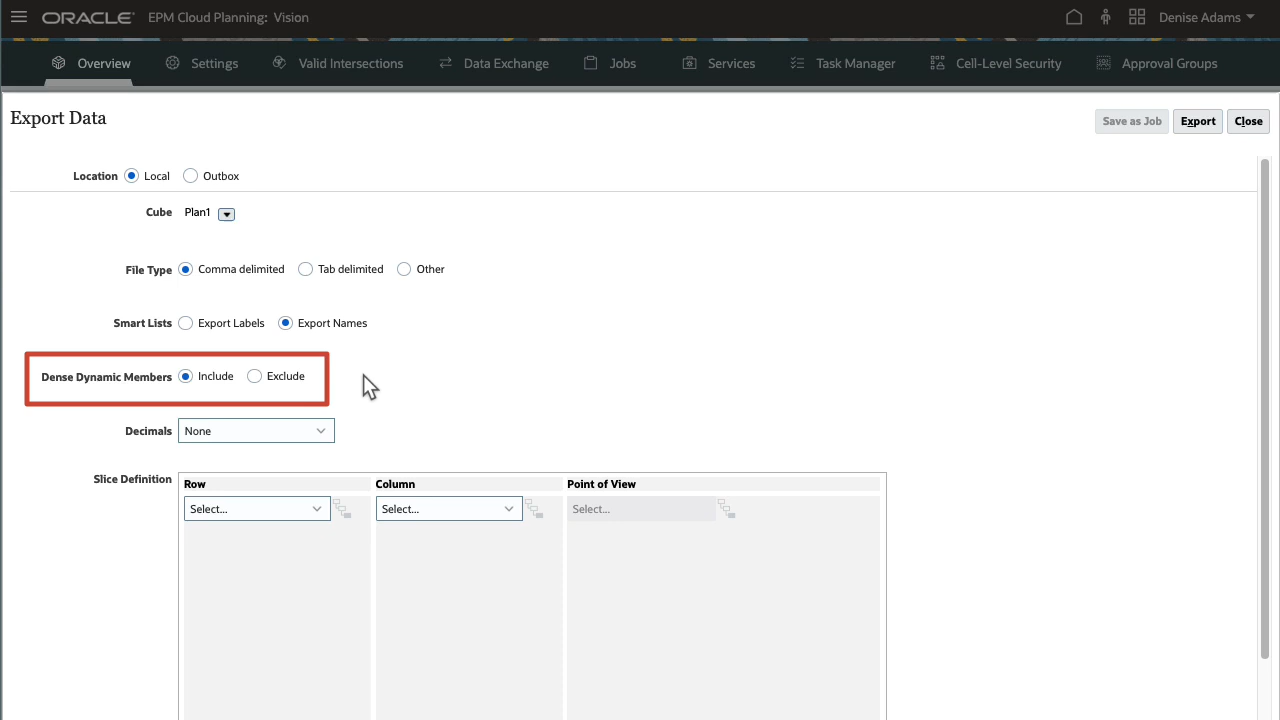 ORACLE EPM Cloud Planning: Vision Denise Adams
Overview Settings Valid Intersections Data Exchange Jobs Services Task Manager Cell-Level Security Approval Groups
Export Data Save as Job Export Close
Location Local Outbox
Cube Plan1
File Type Comma delimited Tab delimited Other
Smart Lists Export Labels Export Names
Dense Dynamic Members Include Exclude
Decimals None
Slice Definition Row Column Point of View
Select... Select... Select...